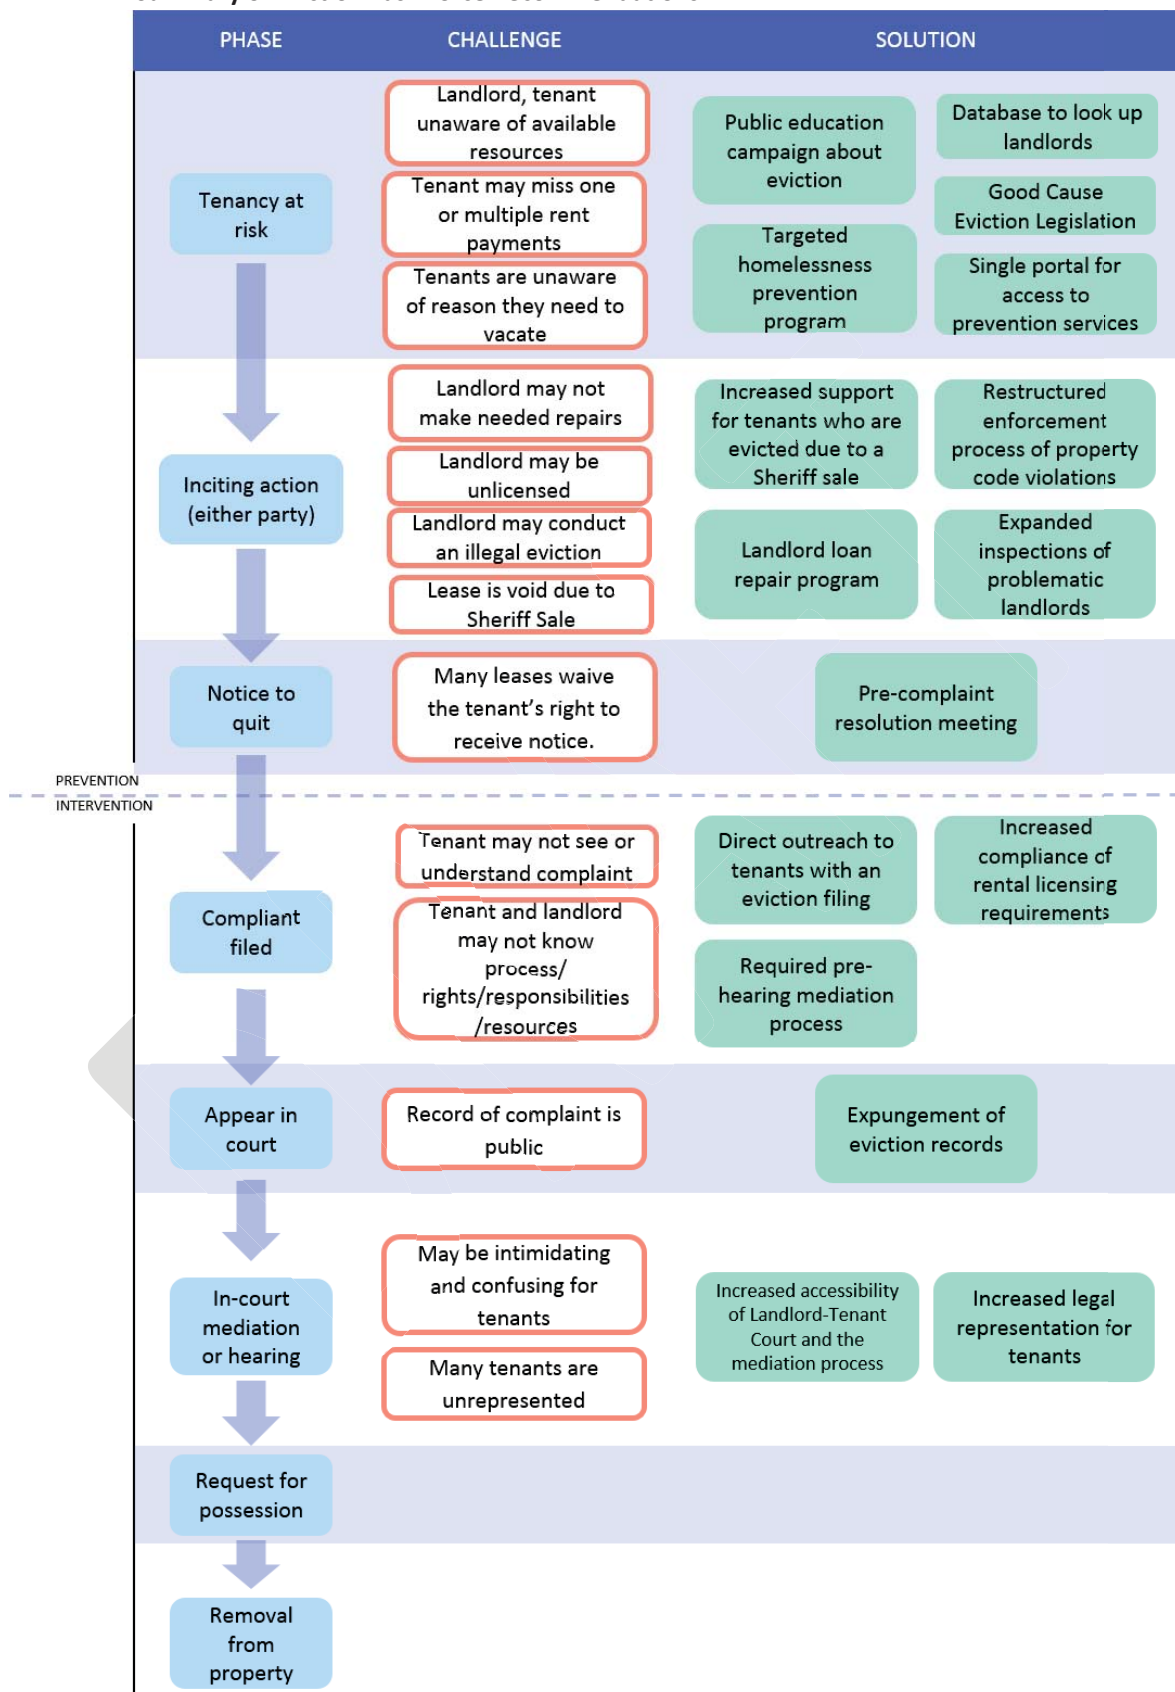 PHASE
CHALLENGE
SOLUTION
Tenancy at
risk
Landlord, tenant
unaware of available
resources
Tenant may miss one
or multiple rent
payments
Tenants are unaware
of reason they need to
vacate
Public education
campaign about
eviction
Database to look up
landlords
Good Cause
Eviction Legislation
Targeted
homelessness
prevention
program
Single portal for
access to
prevention services
Inciting action
(either party)
Landlord may not
make needed repairs
Landlord may be
unlicensed
Landlord may conduct
an illegal eviction
Lease is void due to
Sheriff Sale
Increased support
for tenants who are
evicted due to a
Sheriff sale
Restructured
enforcement
process of property
code violations
Landlord loan
repair program
Expanded
inspections of
problematic
landlords
Notice to
quit
Many leases waive
the tenant's right to
receive notice.
Pre-complaint
resolution meeting
PREVENTION
INTERVENTION
Compliant
filed
Tenant may not see or
understand complaint
Tenant and landlord
may not know
process/
rights/responsibilities
/resources
Direct outreach to
tenants with an
eviction filing
Increased
compliance of
rental licensing
requirements
Required pre-
hearing mediation
process
Appear in
court
Record of complaint is
public
Expungement of
eviction records
In-court
mediation
or hearing
May be intimidating
and confusing for
tenants
Many tenants are
unrepresented
Increased accessibility
of Landlord-Tenant
Court and the
mediation process
Increased legal
representation for
tenants
Request for
possession
Removal
from
property